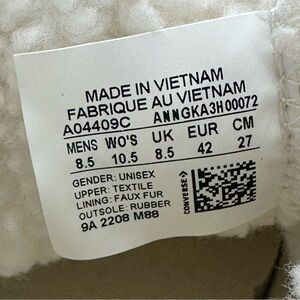 MADE IN VIETNAM
FABRIQUE AU VIETNAM
A04409C ANNGKA3H00072
MENS WO'S UK EUR CM
8.5 10.5 8.5 42 27
GENDER: UNISEX
UPPER: TEXTILE
LINING: FAUX FUR
OUTSOLE: RUBBER
9A 2208 M88
CONVERSE